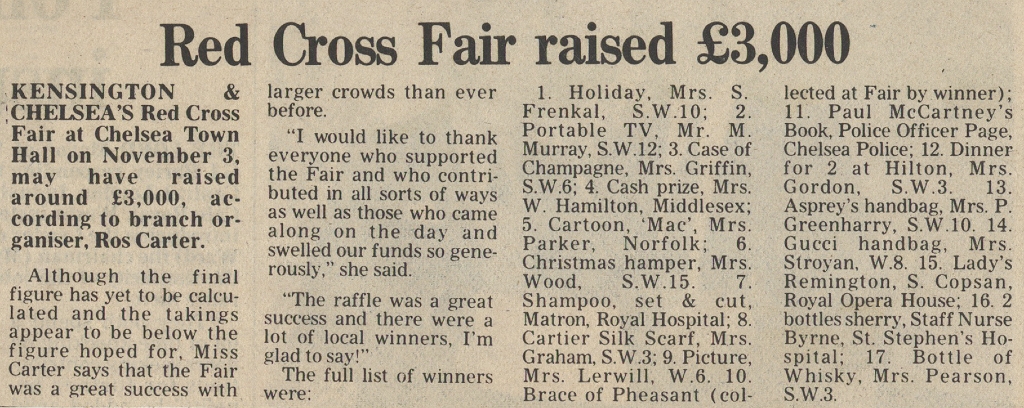 Red Cross Fair raised £3,000
KENSINGTON &
CHELSEA'S Red Cross
Fair at Chelsea Town
Hall on November 3,
may have raised
around £3,000, ac-
cording to branch or-
ganiser, Ros Carter.
Although the final
figure has yet to be calcu-
lated and the takings
appear to be below the
figure hoped for, Miss
Carter says that the Fair
was a great success with
larger crowds than ever
before.
"I would like to thank
everyone who supported
the Fair and who contri-
buted in all sorts of ways
as well as those who came
along on the day and
swelled our funds so gene-
rously," she said.
"The raffle was a great
success and there were a
lot of local winners, I'm
glad to say!"
The full list of winners
were:
1. Holiday, Mrs. S.
Frenkal, S.W.10; 2.
Portable TV, Mr. M.
Murray, S.W.12; 3. Case of
Champagne, Mrs. Griffin,
S.W.6; 4. Cash prize, Mrs.
W. Hamilton, Middlesex;
5. Cartoon, 'Mac', Mrs.
Parker, Norfolk; 6.
Christmas hamper, Mrs.
Wood, S.W.15. 7.
Shampoo, set & cut,
Matron, Royal Hospital; 8.
Cartier Silk Scarf, Mrs.
Graham, S.W.3; 9. Picture,
Mrs. Lerwill, W.6. 10.
Brace of Pheasant (col-
lected at Fair by winner);
11. Paul McCartney's
Book, Police Officer Page,
Chelsea Police; 12. Dinner
for 2 at Hilton, Mrs.
Gordon, S.W.3. 13.
Asprey's handbag, Mrs. P.
Greenharry, S.W.10. 14.
Gucci handbag, Mrs.
Stroyan, W.8. 15. Lady's
Remington, S. Copsan,
Royal Opera House; 16. 2
bottles sherry, Staff Nurse
Byrne, St. Stephen's Ho-
spital; 17. Bottle of
Whisky, Mrs. Pearson,
S.W.3.